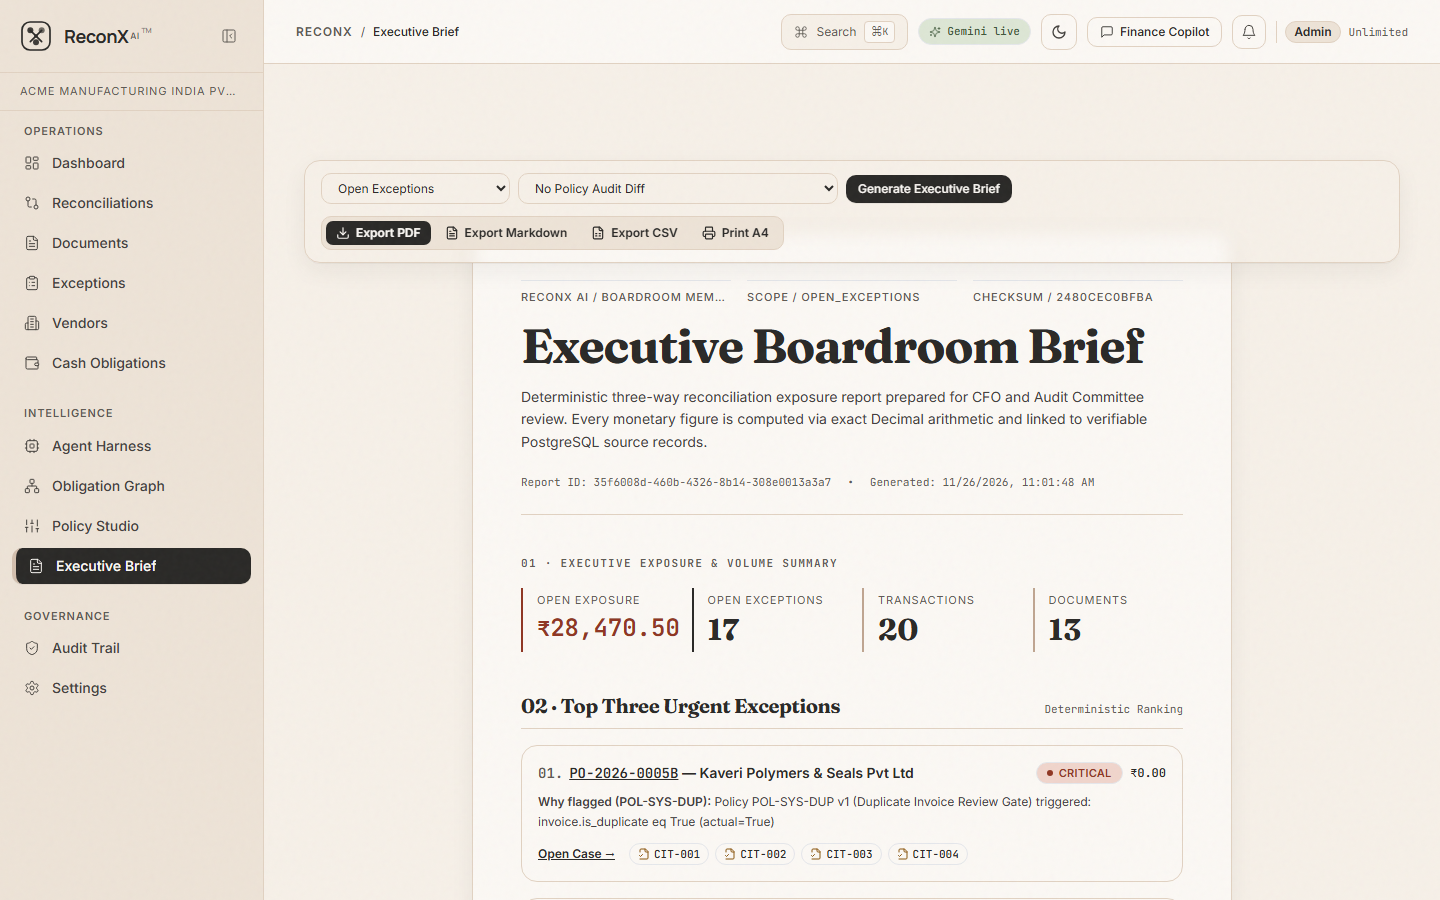 ReconX AI ™
ACME MANUFACTURING INDIA PV...
OPERATIONS
Dashboard
Reconciliations
Documents
Exceptions
Vendors
Cash Obligations
INTELLIGENCE
Agent Harness
Obligation Graph
Policy Studio
Executive Brief
GOVERNANCE
Audit Trail
Settings
RECONX / Executive Brief
⌘ Search ⌘K
Gemini live
Finance Copilot
Admin Unlimited
Open Exceptions
No Policy Audit Diff
Generate Executive Brief
Export PDF
Export Markdown
Export CSV
Print A4
RECONX AI / BOARDROOM MEM...
SCOPE / OPEN_EXCEPTIONS
CHECKSUM / 2480CEC0BFBA
Executive Boardroom Brief
Deterministic three-way reconciliation exposure report prepared for CFO and Audit Committee
review. Every monetary figure is computed via exact Decimal arithmetic and linked to verifiable
PostgreSQL source records.
Report ID: 35f6008d-460b-4326-8b14-308e0013a3a7 • Generated: 11/26/2026, 11:01:48 AM
01 · EXECUTIVE EXPOSURE & VOLUME SUMMARY
OPEN EXPOSURE
₹28,470.50
OPEN EXCEPTIONS
17
TRANSACTIONS
20
DOCUMENTS
13
02 · Top Three Urgent Exceptions
Deterministic Ranking
01. PO-2026-0005B — Kaveri Polymers & Seals Pvt Ltd
CRITICAL ₹0.00
Why flagged (POL-SYS-DUP): Policy POL-SYS-DUP v1 (Duplicate Invoice Review Gate) triggered:
invoice.is_duplicate eq True (actual=True)
Open Case → CIT-001 CIT-002 CIT-003 CIT-004